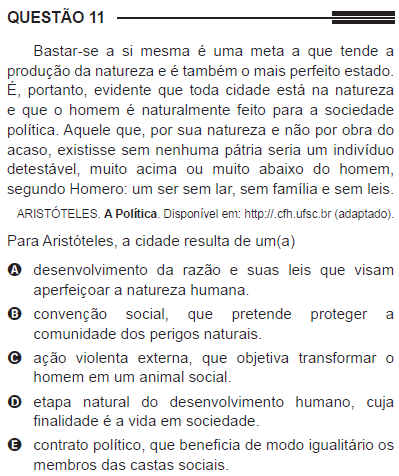 QUESTÃO 11
Bastar-se a si mesma é uma meta a que tende a
produção da natureza e é também o mais perfeito estado.
É, portanto, evidente que toda cidade está na natureza
e que o homem é naturalmente feito para a sociedade
política. Aquele que, por sua natureza e não por obra do
acaso, existisse sem nenhuma pátria seria um indivíduo
detestável, muito acima ou muito abaixo do homem,
segundo Homero: um ser sem lar, sem família e sem leis.
ARISTÓTELES. A Política. Disponível em: http//.cfh.ufsc.br (adaptado).
Para Aristóteles, a cidade resulta de um(a)
A desenvolvimento da razão e suas leis que visam
aperfeiçoar a natureza humana.
B convenção social, que pretende proteger a
comunidade dos perigos naturais.
C ação violenta externa, que objetiva transformar o
homem em um animal social.
D etapa natural do desenvolvimento humano, cuja
finalidade é a vida em sociedade.
E contrato político, que beneficia de modo igualitário os
membros das castas sociais.